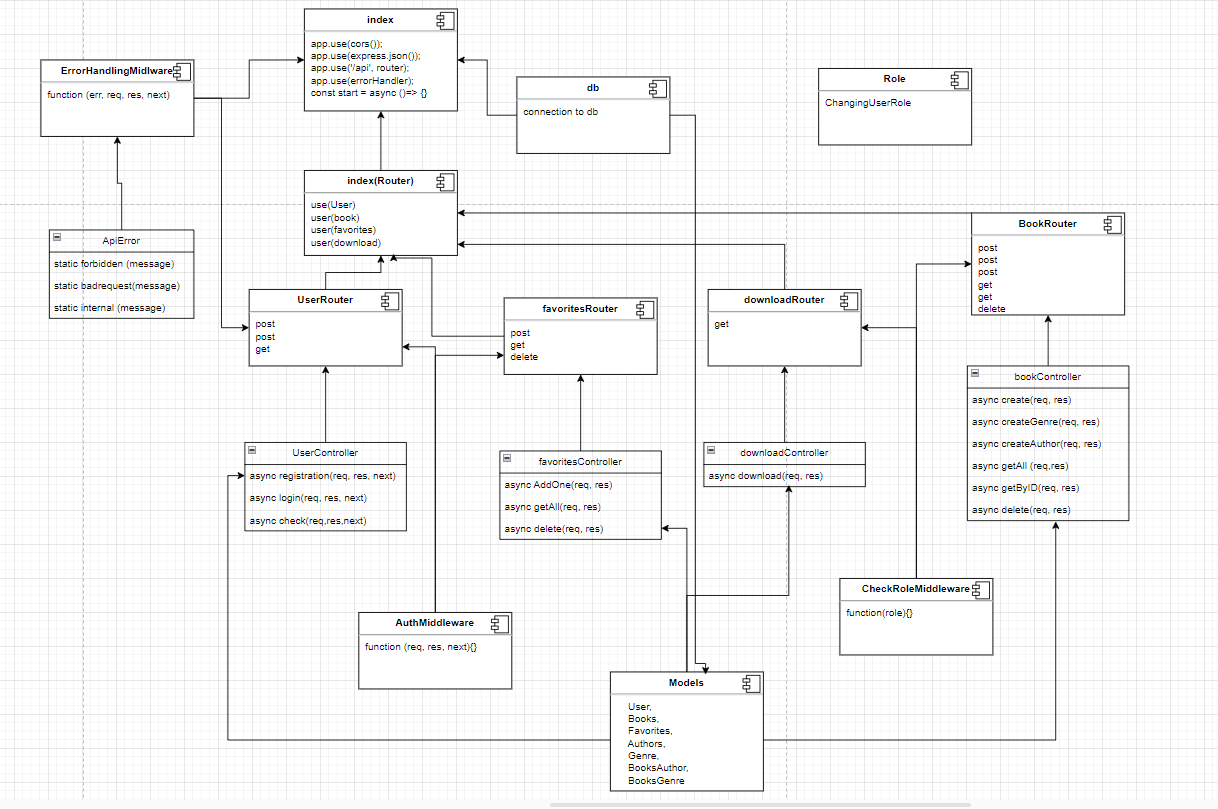 index
app.use(cors());
app.use(express.json());
app.use('/api', router);
app.use(errorHandler);
const start = async ()=> {}
ErrorHandlingMidlware
function (err, req, res, next)
db
connection to db
Role
ChangingUserRole
index(Router)
use(User)
user(book)
user(favorites)
user(download)
BookRouter
post
post
post
get
get
delete
ApiError
static forbidden (message)
static badrequest(message)
static internal (message)
UserRouter
post
post
get
favoritesRouter
post
get
delete
downloadRouter
get
bookController
async create(req, res)
async createGenre(req, res)
async createAuthor(req, res)
async getAll (req,res)
async getByID(req, res)
async delete(req, res)
UserController
async registration(req, res, next)
async login(req, res, next)
async check(req,res,next)
favoritesController
async AddOne(req, res)
async getAll(req, res)
async delete(req, res)
downloadController
async download(req, res)
CheckRoleMiddleware
function(role){}
AuthMiddleware
function (req, res, next){}
Models
User,
Books,
Favorites,
Authors,
Genre,
BooksAuthor,
BooksGenre